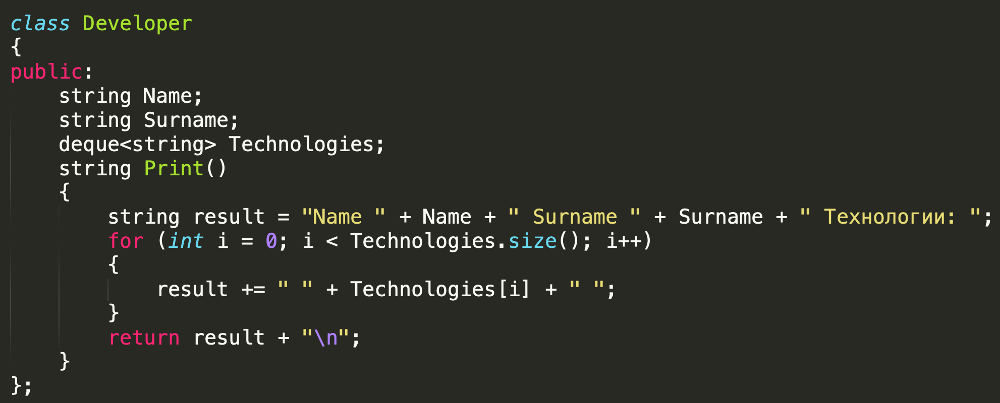 class Developer
{
public:
    string Name;
    string Surname;
    deque<string> Technologies;
    string Print()
    {
        string result = "Name " + Name + " Surname " + Surname + " Технологии: ";
        for (int i = 0; i < Technologies.size(); i++)
        {
            result += " " + Technologies[i] + " ";
        }
        return result + "\n";
    }
};